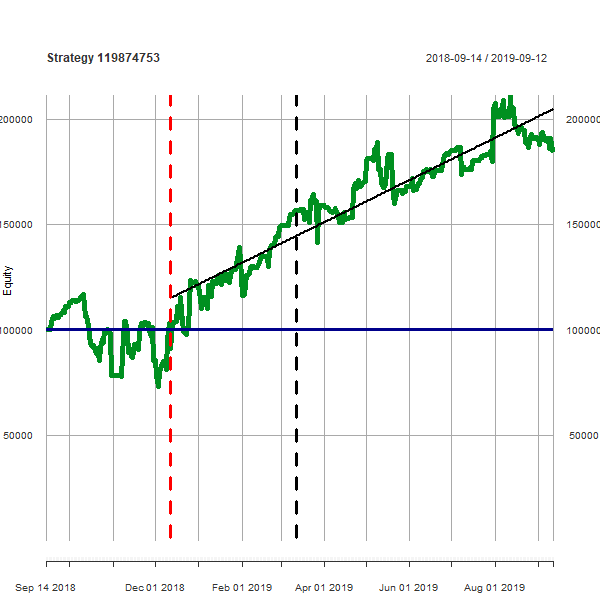 Strategy 119874753
2018-09-14 / 2019-09-12
200000 200000
150000 150000
100000 100000
50000 50000
Equity
Sep 14 2018 Dec 01 2018 Feb 01 2019 Apr 01 2019 Jun 01 2019 Aug 01 2019